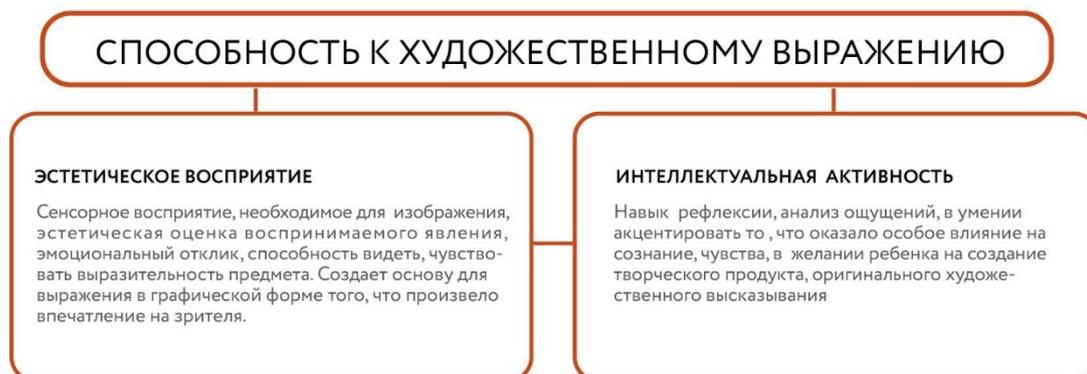 СПОСОБНОСТЬ К ХУДОЖЕСТВЕННОМУ ВЫРАЖЕНИЮ
ЭСТЕТИЧЕСКОЕ ВОСПРИЯТИЕ
Сенсорное восприятие, необходимое для изображения,
эстетическая оценка воспринимаемого явления,
эмоциональный отклик, способность видеть, чувство-
вать выразительность предмета. Создает основу для
выражения в графической форме того, что произвело
впечатление на зрителя.
ИНТЕЛЛЕКТУАЛЬНАЯ АКТИВНОСТЬ
Навык рефлексии, анализ ощущений, в умении
акцентировать то , что оказало особое влияние на
сознание, чувства, в желании ребенка на создание
творческого продукта, оригинального художе-
ственного высказывания